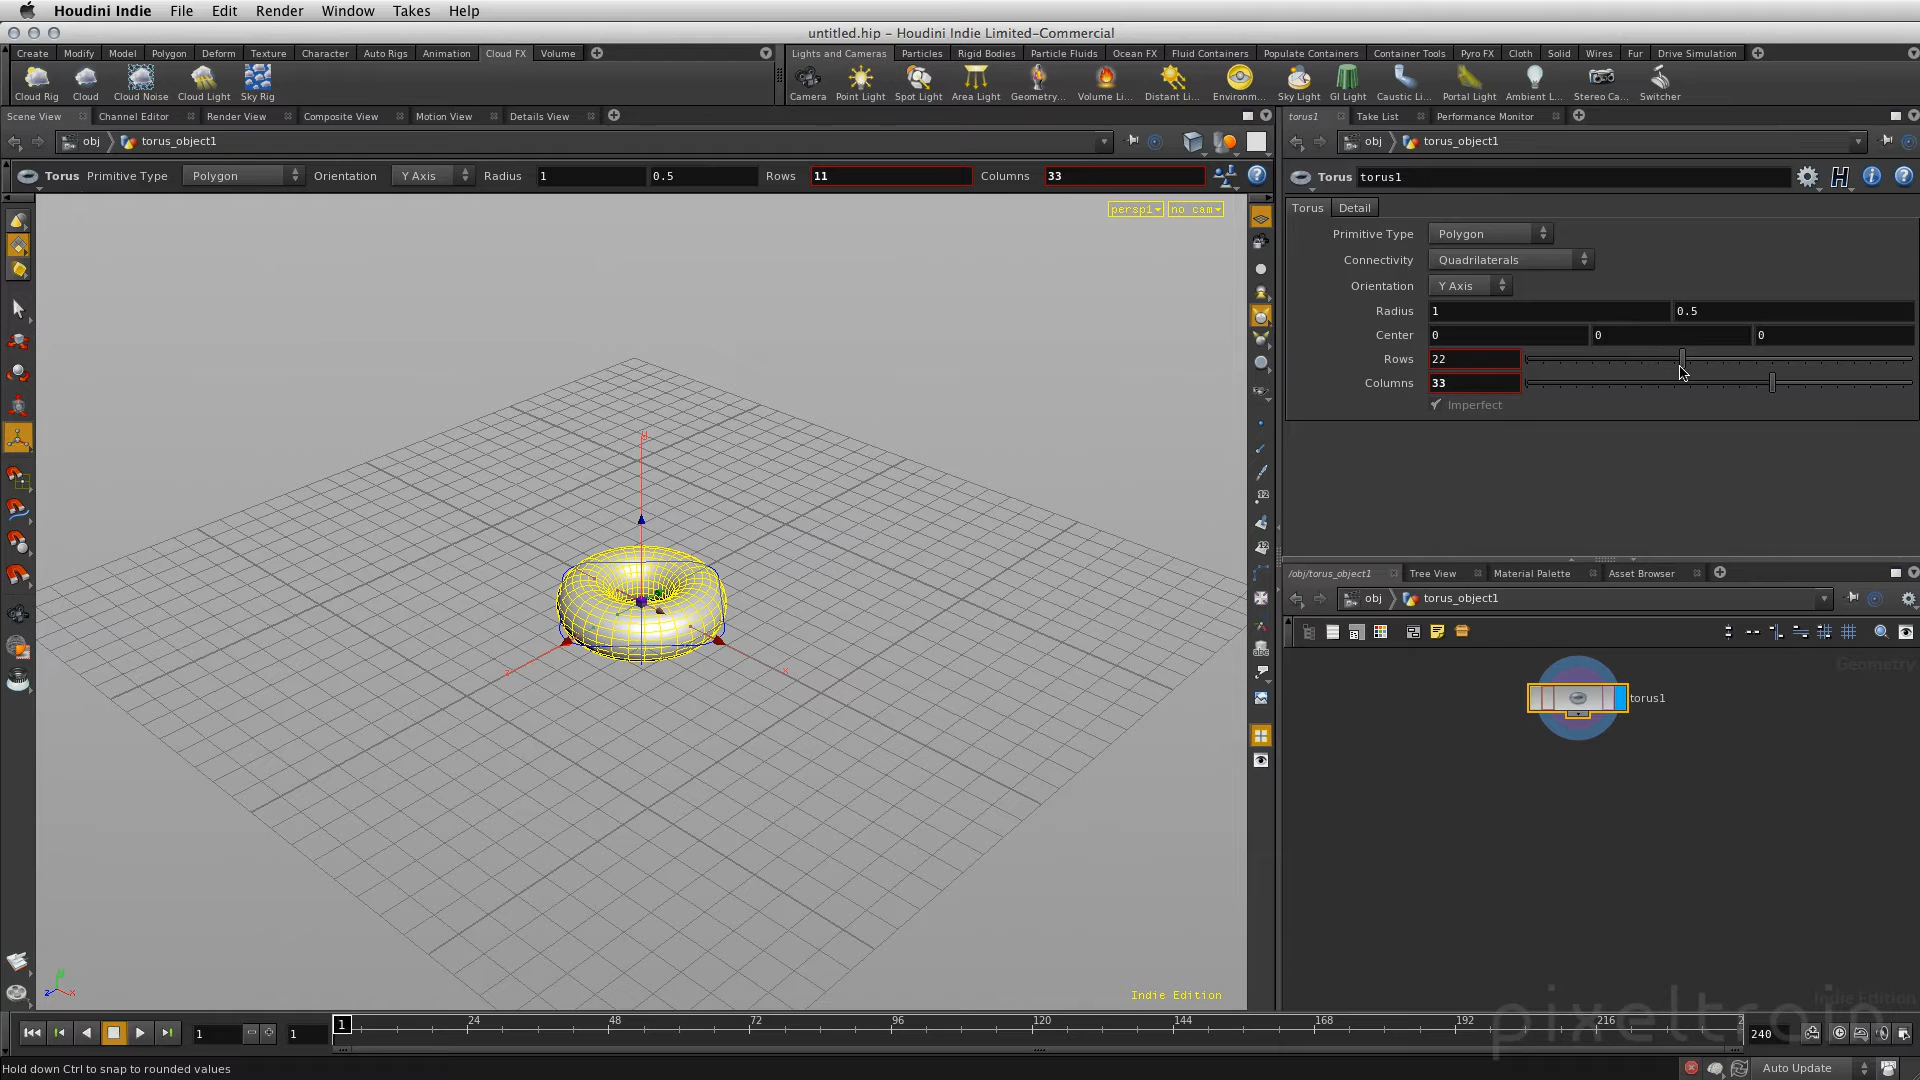 Houdini Indie File Edit Render Window Takes Help
untitled.hip – Houdini Indie Limited-Commercial
Create Modify Model Polygon Deform Texture Character Auto Rigs Animation Cloud FX Volume
Lights and Cameras Particles Rigid Bodies Particle Fluids Ocean FX Fluid Containers Populate Containers Container Tools Pyro FX Cloth Solid Wires Fur Drive Simulation
Cloud Rig Cloud Cloud Noise Cloud Light Sky Rig
Camera Point Light Spot Light Area Light Geometry... Volume Li... Distant Li... Environm... Sky Light GI Light Caustic Li... Portal Light Ambient L... Stereo Ca... Switcher
Scene View Channel Editor Render View Composite View Motion View Details View
torus1 Take List Performance Monitor
obj torus_object1
obj torus_object1
Torus Primitive Type Polygon Orientation Y Axis Radius 1 0.5 Rows 11 Columns 33
Torus torus1
persp1 no cam
Torus Detail
Primitive Type Polygon
Connectivity Quadrilaterals
Orientation Y Axis
Radius 1 0.5
Center 0 0 0
Rows 22
Columns 33
Imperfect
/obj/torus_object1 Tree View Material Palette Asset Browser
obj torus_object1
Geometry
torus1
y
z
x
y
z x
Indie Edition
Indie Edition
pixeltrain
1 1 1 24 48 72 96 120 144 168 192 216 2 240
Hold down Ctrl to snap to rounded values
Auto Update